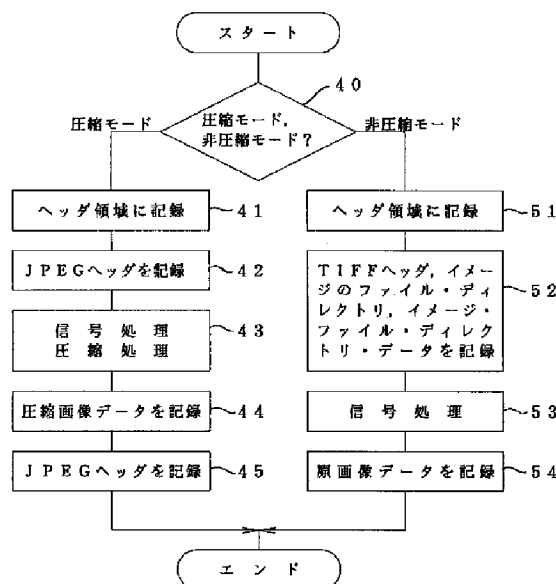 スタート
40
圧縮モード,
非圧縮モード?
圧縮モード
非圧縮モード
ヘッダ領域に記録
41
JPEGヘッダを記録
42
信号処理
圧縮処理
43
圧縮画像データを記録
44
JPEGヘッダを記録
45
ヘッダ領域に記録
51
TIFFヘッダ,イメー
ジのファイル・ディ
レクトリ,イメージ・
ファイル・ディレク
トリ・データを記録
52
信号処理
53
原画像データを記録
54
エンド